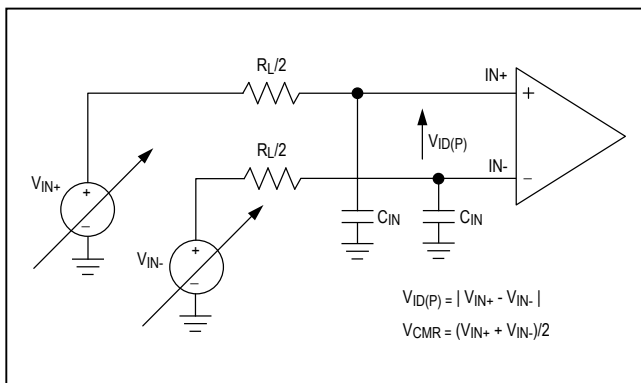 RL/2
IN+
+
VID(P)
RL/2
IN-
−
VIN+
+
−
CIN
CIN
VIN-
+
−
VID(P) = | VIN+ - VIN- |
VCMR = (VIN+ + VIN-)/2